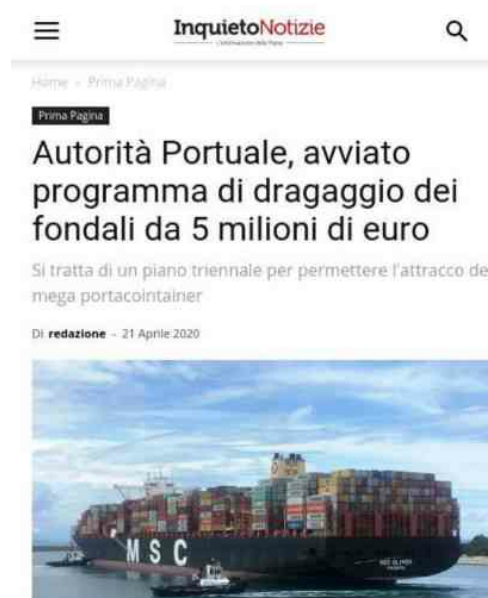 InquietoNotizie
Home Prima Pagina
Prima Pagina
Autorità Portuale, avviato
programma di dragaggio dei
fondali da 5 milioni di euro
Si tratta di un piano triennale per permettere l'attracco de
mega portacointainer
Di redazione - 21 Aprile 2020
MSC